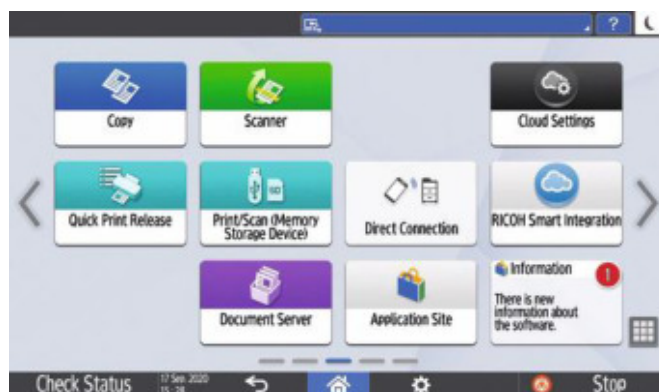 ?
Copy
Scanner
Cloud Settings
Quick Print Release
Print/Scan (Memory
Storage Device)
Direct Connection
RICOH Smart Integration
Document Server
Application Site
Information
1
There is new
information about
the software.
Check Status
17 Sep. 2020
Stop